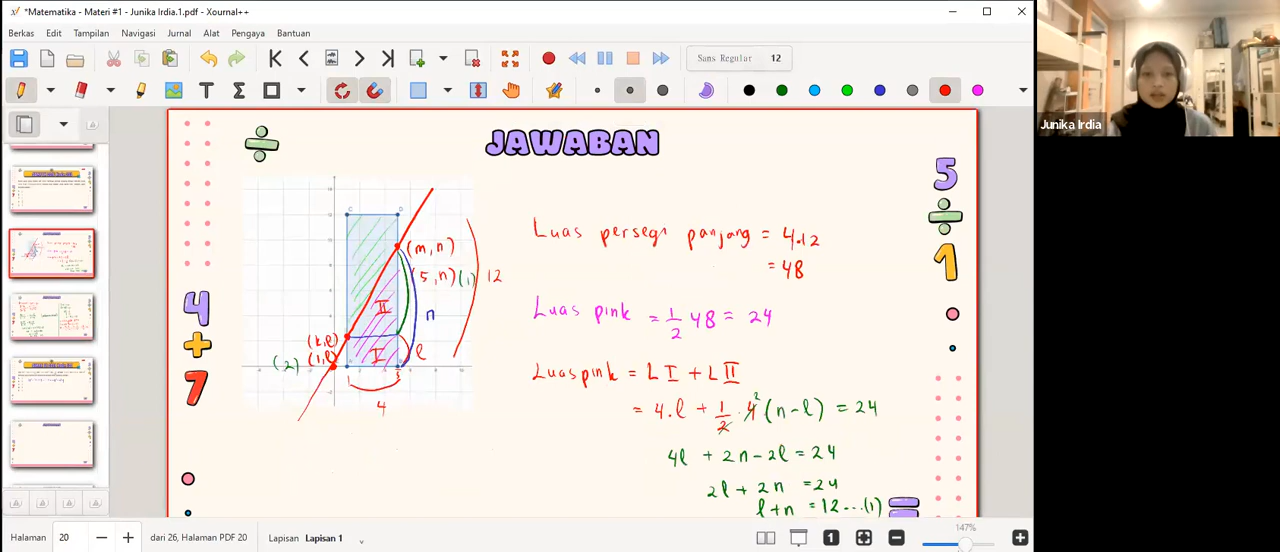 *Matematika - Materi #1 - Junika Irdia.1.pdf - Xournal++
Berkas Edit Tampilan Navigasi Jurnal Alat Pengaya Bantuan
Sans Regular 12
Junika Irdia
JAWABAN
4
+
7
5
÷
1
=
C D
(m,n)
(5,n) (1)
12
II
n
(k,l)
(1,l)
(2)
I
l
1 5
4
Luas persegi panjang = 4.12
= 48
Luas pink = 1/2 48 = 24
Luas pink = L I + L II
= 4.l + 1/2 . 4 2 (n-l) = 24
4l + 2n - 2l = 24
2l + 2n = 24
l + n = 12 ... (1)
Halaman 20 dari 26, Halaman PDF 20 Lapisan Lapisan 1
147%